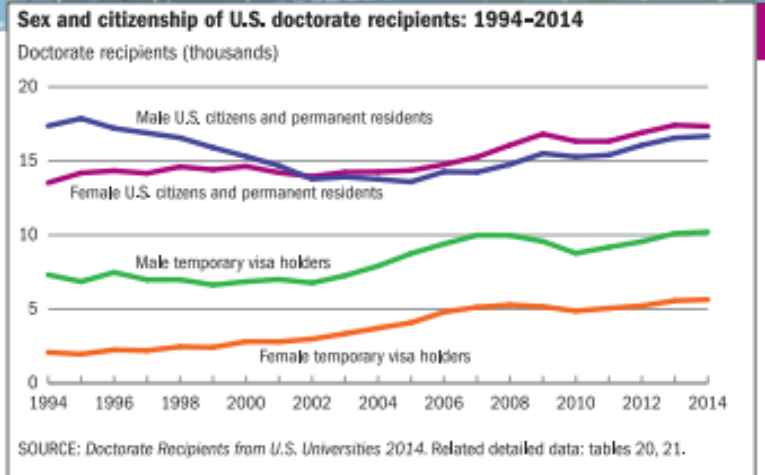 Sex and citizenship of U.S. doctorate recipients: 1994–2014
Doctorate recipients (thousands)
20
Male U.S. citizens and permanent residents
15
Female U.S. citizens and permanent residents
10
Male temporary visa holders
5
Female temporary visa holders
0
1994 1996 1998 2000 2002 2004 2006 2008 2010 2012 2014
SOURCE: Doctorate Recipients from U.S. Universities 2014. Related detailed data: tables 20, 21.